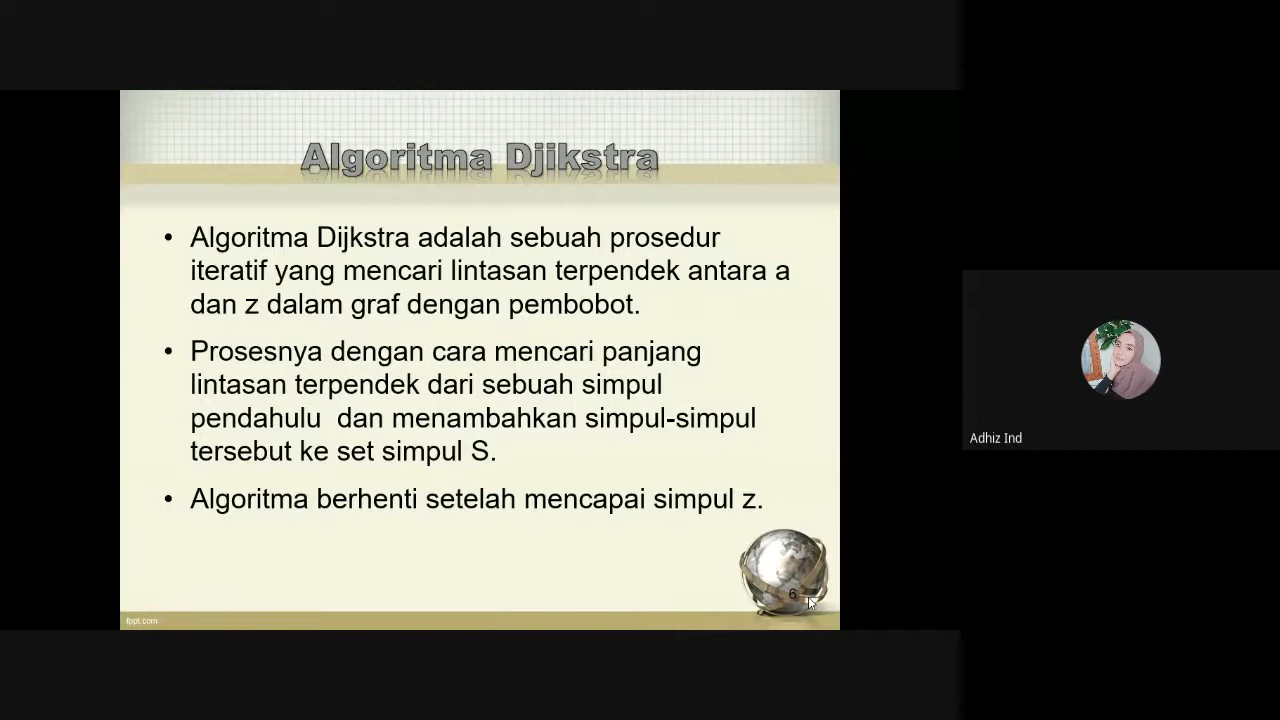 Algoritma Djikstra
• Algoritma Dijkstra adalah sebuah prosedur
iteratif yang mencari lintasan terpendek antara a
dan z dalam graf dengan pembobot.
• Prosesnya dengan cara mencari panjang
lintasan terpendek dari sebuah simpul
pendahulu  dan menambahkan simpul-simpul
tersebut ke set simpul S.
• Algoritma berhenti setelah mencapai simpul z.
6
fppt.com
Adhiz Ind